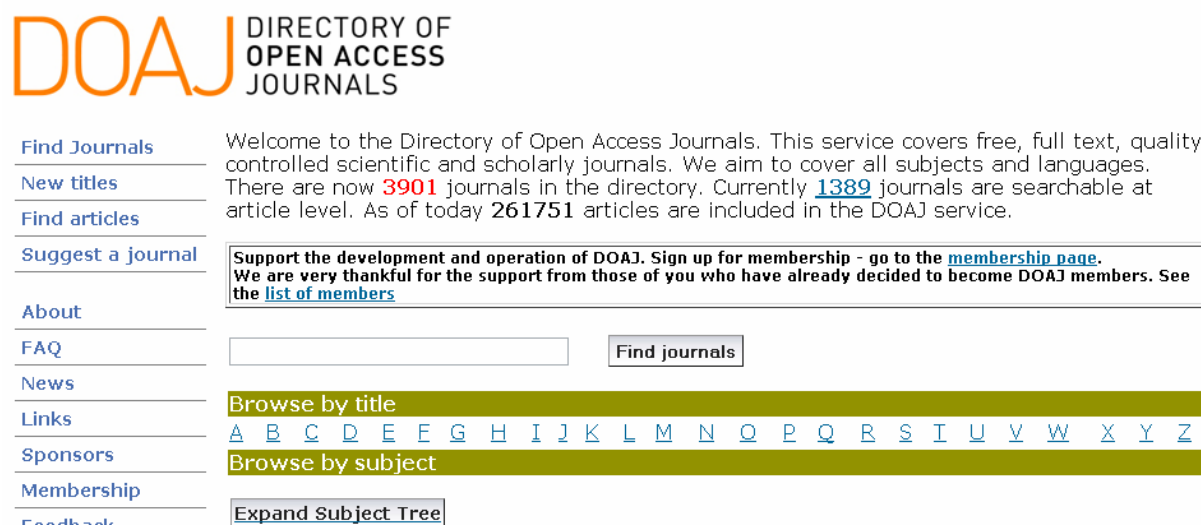 DOAJ DIRECTORY OF
OPEN ACCESS
JOURNALS
Find Journals
New titles
Find articles
Suggest a journal
About
FAQ
News
Links
Sponsors
Membership
Feedback
Welcome to the Directory of Open Access Journals. This service covers free, full text, quality
controlled scientific and scholarly journals. We aim to cover all subjects and languages.
There are now 3901 journals in the directory. Currently 1389 journals are searchable at
article level. As of today 261751 articles are included in the DOAJ service.
Support the development and operation of DOAJ. Sign up for membership - go to the membership page.
We are very thankful for the support from those of you who have already decided to become DOAJ members. See
the list of members
Find journals
Browse by title
A B C D E F G H I J K L M N O P Q R S T U V W X Y Z
Browse by subject
Expand Subject Tree